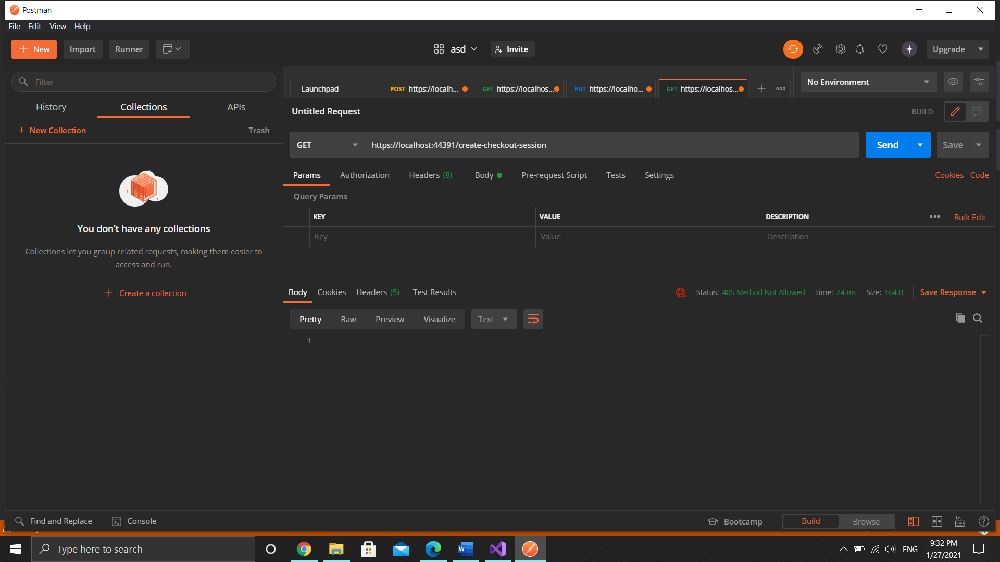 Postman
File Edit View Help
New Import Runner asd Invite Upgrade
Filter
History Collections APIs
New Collection Trash
You don’t have any collections
Collections let you group related requests, making them easier to
access and run.
Create a collection
Launchpad POST https://localh... GET https://localhos... PUT https://localho... GET https://localhos... No Environment
Untitled Request BUILD
GET https://localhost:44391/create-checkout-session Send Save
Params Authorization Headers (8) Body Pre-request Script Tests Settings Cookies Code
Query Params
KEY VALUE DESCRIPTION Bulk Edit
Key Value Description
Body Cookies Headers (5) Test Results Status: 405 Method Not Allowed Time: 24 ms Size: 164 B Save Response
Pretty Raw Preview Visualize Text
1
Find and Replace Console Bootcamp Build Browse
Type here to search ENG 9:32 PM
1/27/2021